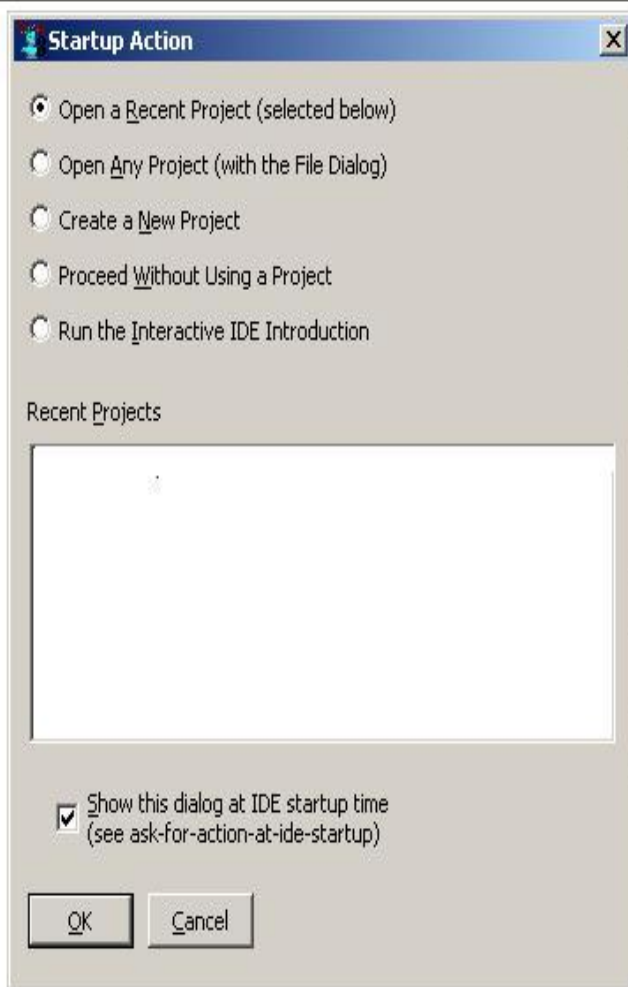 Startup Action
Open a Recent Project (selected below)
Open Any Project (with the File Dialog)
Create a New Project
Proceed Without Using a Project
Run the Interactive IDE Introduction
Recent Projects
Show this dialog at IDE startup time
(see ask-for-action-at-ide-startup)
OK
Cancel